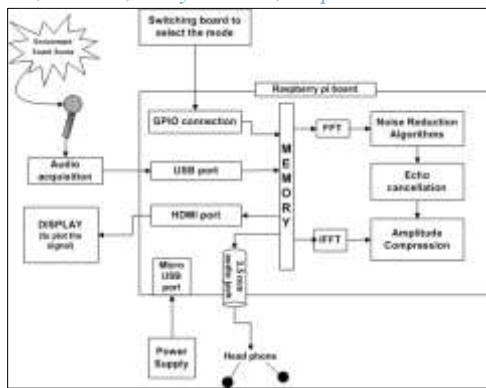 Switching board to
select the mode
Environment
Sound Source
Raspberry pi board
GPIO connection
FFT
Noise Reduction
Algorithms
MEMORY
Audio
acquisition
USB port
Echo
cancellation
DISPLAY
(to plot the
signal)
HDMI port
IFFT
Amplitude
Compression
Micro
USB
port
3.5 mm
audio jack
Power
Supply
Head phone